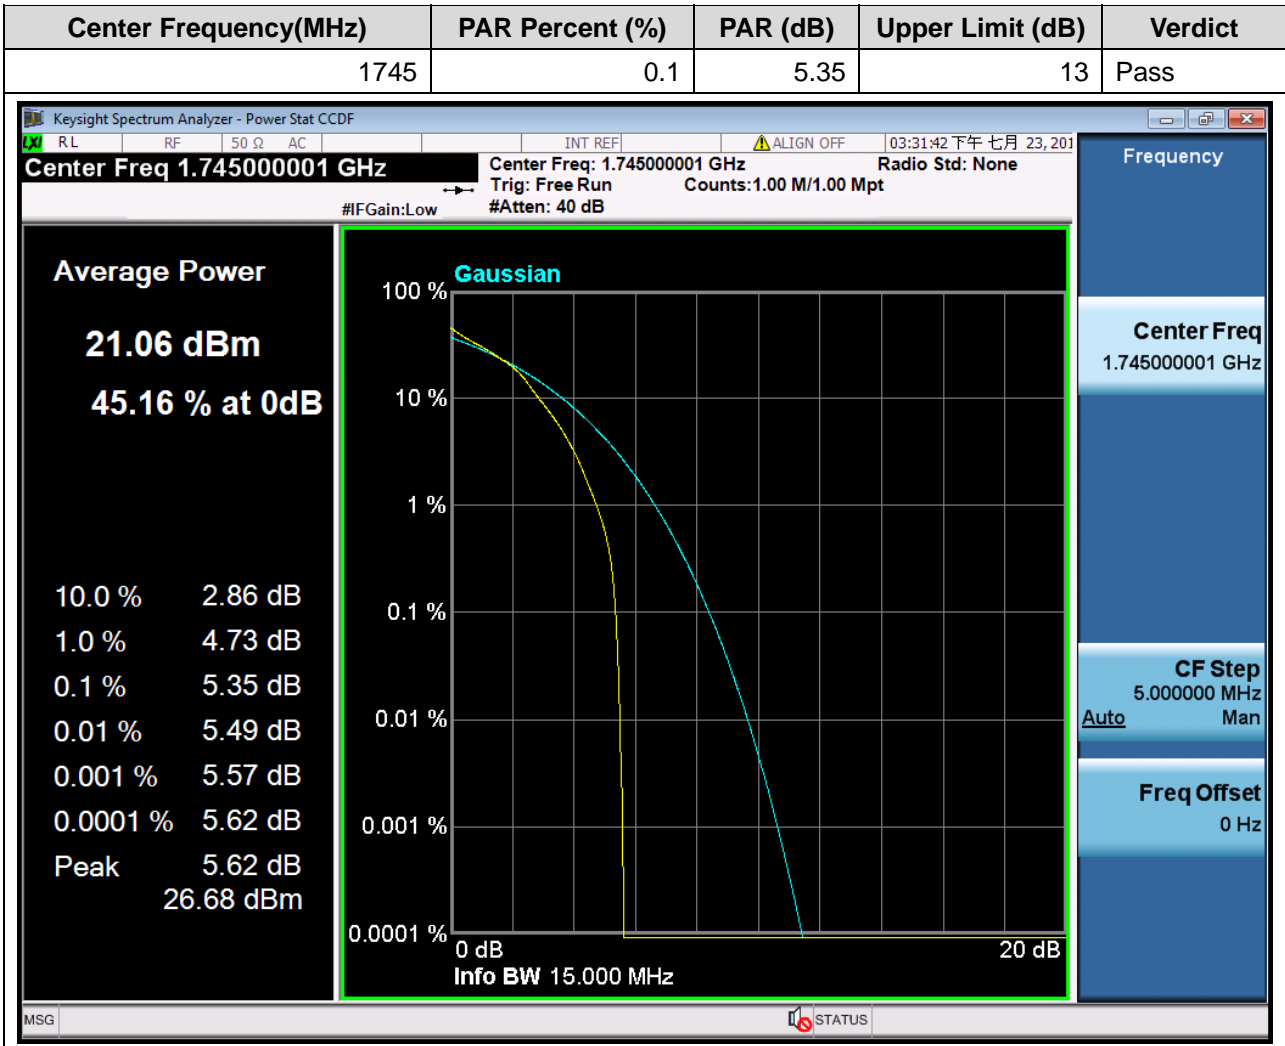 Center Frequency(MHz) PAR Percent (%) PAR (dB) Upper Limit (dB) Verdict
1745 0.1 5.35 13 Pass
Keysight Spectrum Analyzer - Power Stat CCDF
LXI RL RF 50 Ω AC INT REF ALIGN OFF 03:31:42 下午 七月 23, 201
Center Freq 1.745000001 GHz
Center Freq: 1.745000001 GHz Radio Std: None
Trig: Free Run Counts:1.00 M/1.00 Mpt
#IFGain:Low #Atten: 40 dB
Average Power
21.06 dBm
45.16 % at 0dB
10.0 % 2.86 dB
1.0 % 4.73 dB
0.1 % 5.35 dB
0.01 % 5.49 dB
0.001 % 5.57 dB
0.0001 % 5.62 dB
Peak 5.62 dB
26.68 dBm
Gaussian
100 %
10 %
1 %
0.1 %
0.01 %
0.001 %
0.0001 %
0 dB 20 dB
Info BW 15.000 MHz
Frequency
Center Freq
1.745000001 GHz
CF Step
5.000000 MHz
Auto Man
Freq Offset
0 Hz
MSG STATUS